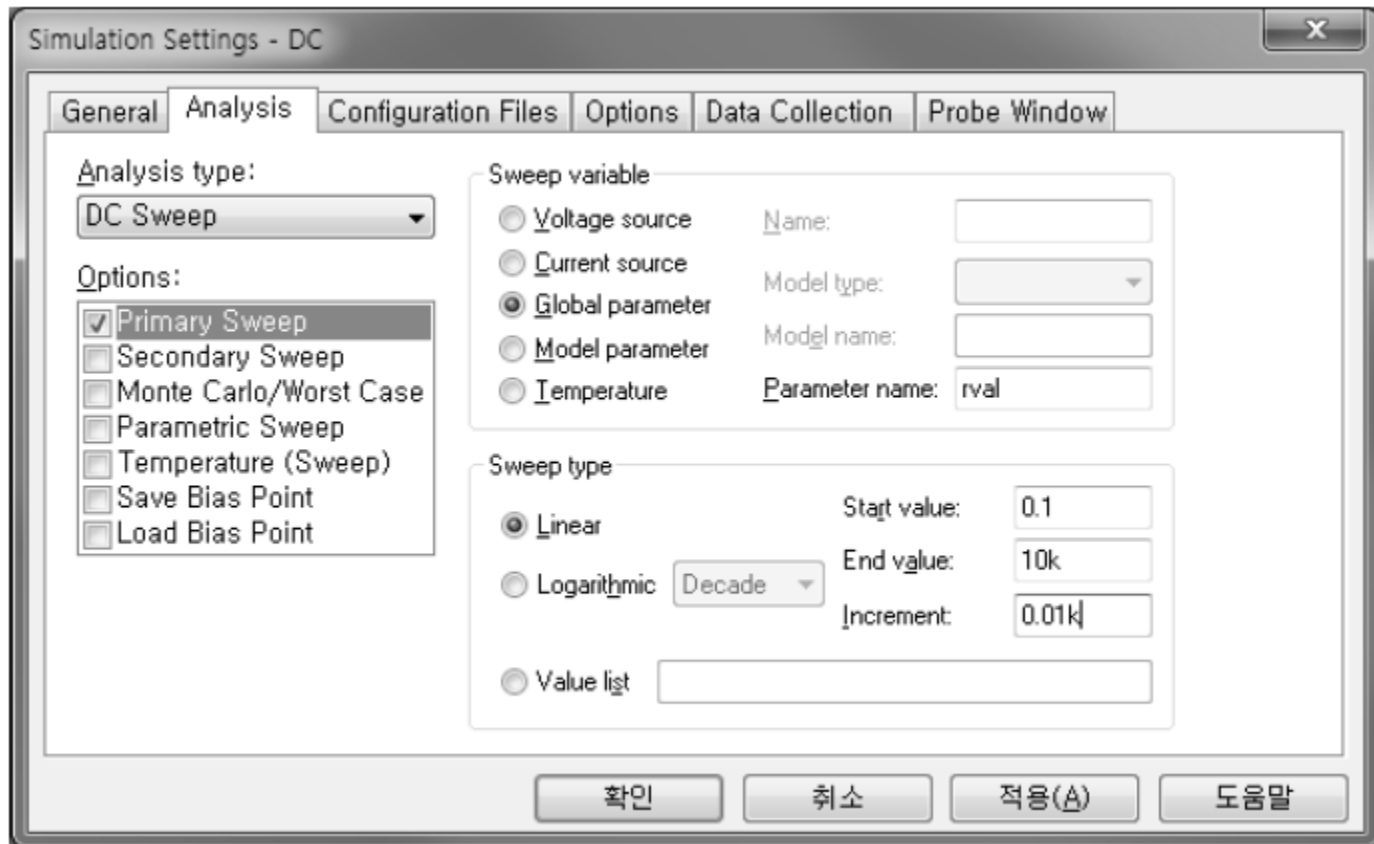 Simulation Settings - DC
General Analysis Configuration Files Options Data Collection Probe Window
Analysis type:
DC Sweep
Options:
Primary Sweep
Secondary Sweep
Monte Carlo/Worst Case
Parametric Sweep
Temperature (Sweep)
Save Bias Point
Load Bias Point
Sweep variable
Voltage source
Current source
Global parameter
Model parameter
Temperature
Name:
Model type:
Model name:
Parameter name: rval
Sweep type
Linear
Logarithmic Decade
Value list
Start value: 0.1
End value: 10k
Increment: 0.01k
확인 취소 적용(A) 도움말